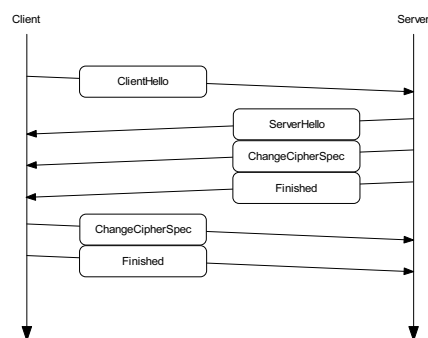 Client
Server
ClientHello
ServerHello
ChangeCipherSpec
Finished
ChangeCipherSpec
Finished